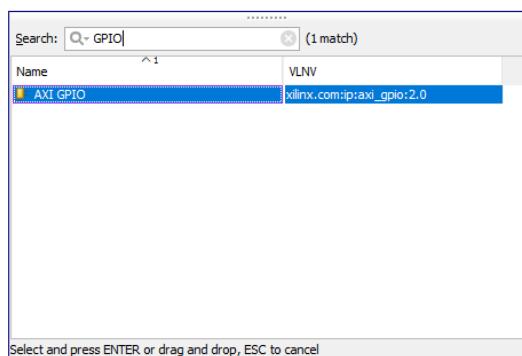 Search: GPIO (1 match)
Name 1 VLNV
AXI GPIO xilinx.com:ip:axi_gpio:2.0
Select and press ENTER or drag and drop, ESC to cancel